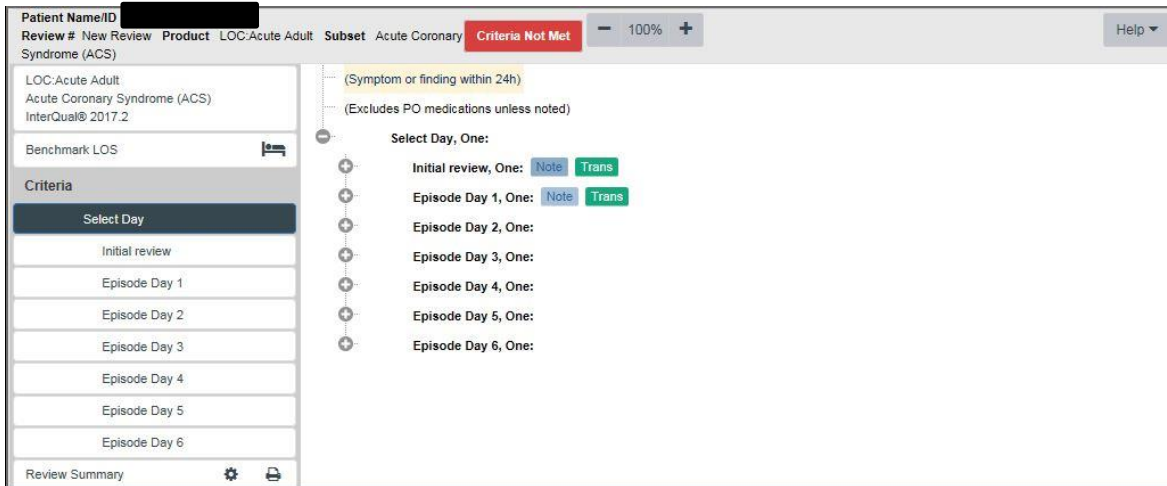 Patient Name/ID
Review # New Review Product LOC:Acute Adult Subset Acute Coronary
Syndrome (ACS)
Criteria Not Met
100%
Help
LOC:Acute Adult
Acute Coronary Syndrome (ACS)
InterQual® 2017.2
Benchmark LOS
Criteria
Select Day
Initial review
Episode Day 1
Episode Day 2
Episode Day 3
Episode Day 4
Episode Day 5
Episode Day 6
Review Summary
(Symptom or finding within 24h)
(Excludes PO medications unless noted)
Select Day, One:
Initial review, One: Note Trans
Episode Day 1, One: Note Trans
Episode Day 2, One:
Episode Day 3, One:
Episode Day 4, One:
Episode Day 5, One:
Episode Day 6, One: